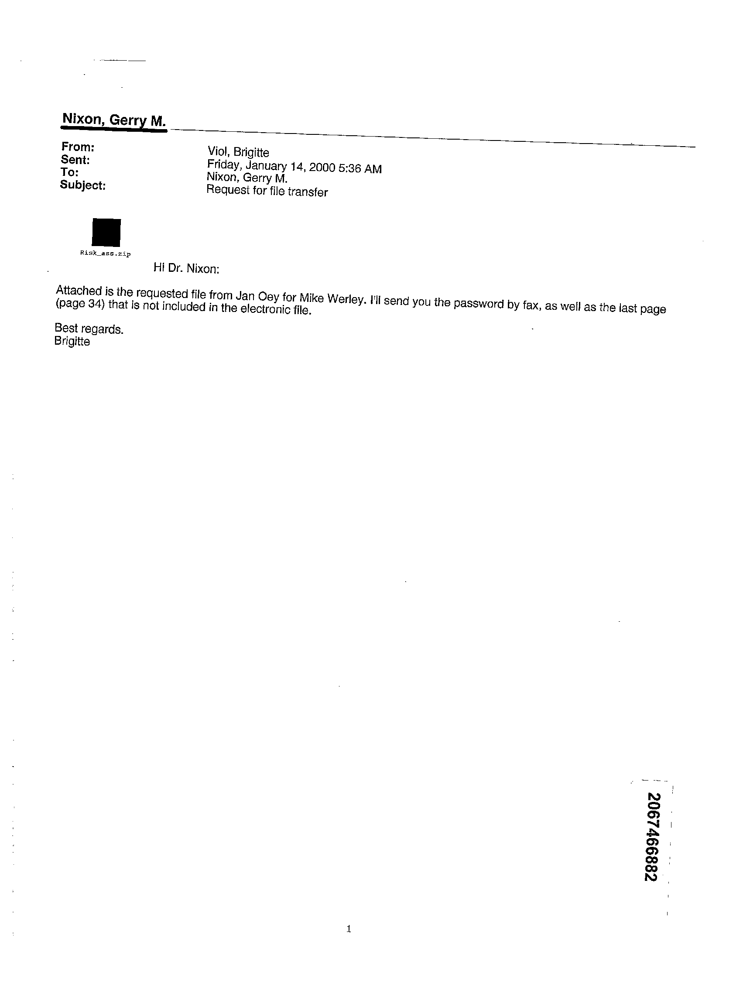 Nixon, Gerry M.
From: Viol, Brigitte
Sent: Friday, January 14, 2000 5:36 AM
To: Nixon, Gerry M.
Subject: Request for file transfer
Risk_ass.zip
Hi Dr. Nixon:
Attached is the requested file from Jan Oey for Mike Werley. I'll send you the password by fax, as well as the last page
(page 34) that is not included in the electronic file.
Best regards.
Brigitte
2067466882
1